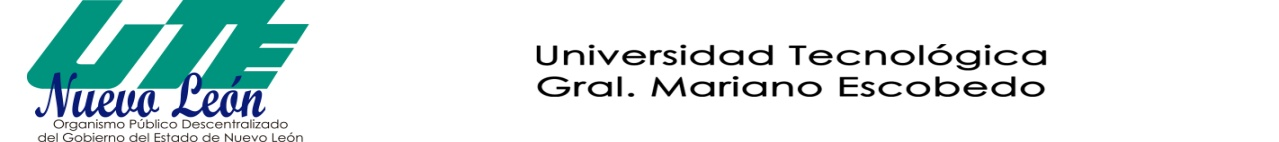 UTE
Nuevo León
Organismo Público Descentralizado
del Gobierno del Estado de Nuevo León
Universidad Tecnológica
Gral. Mariano Escobedo